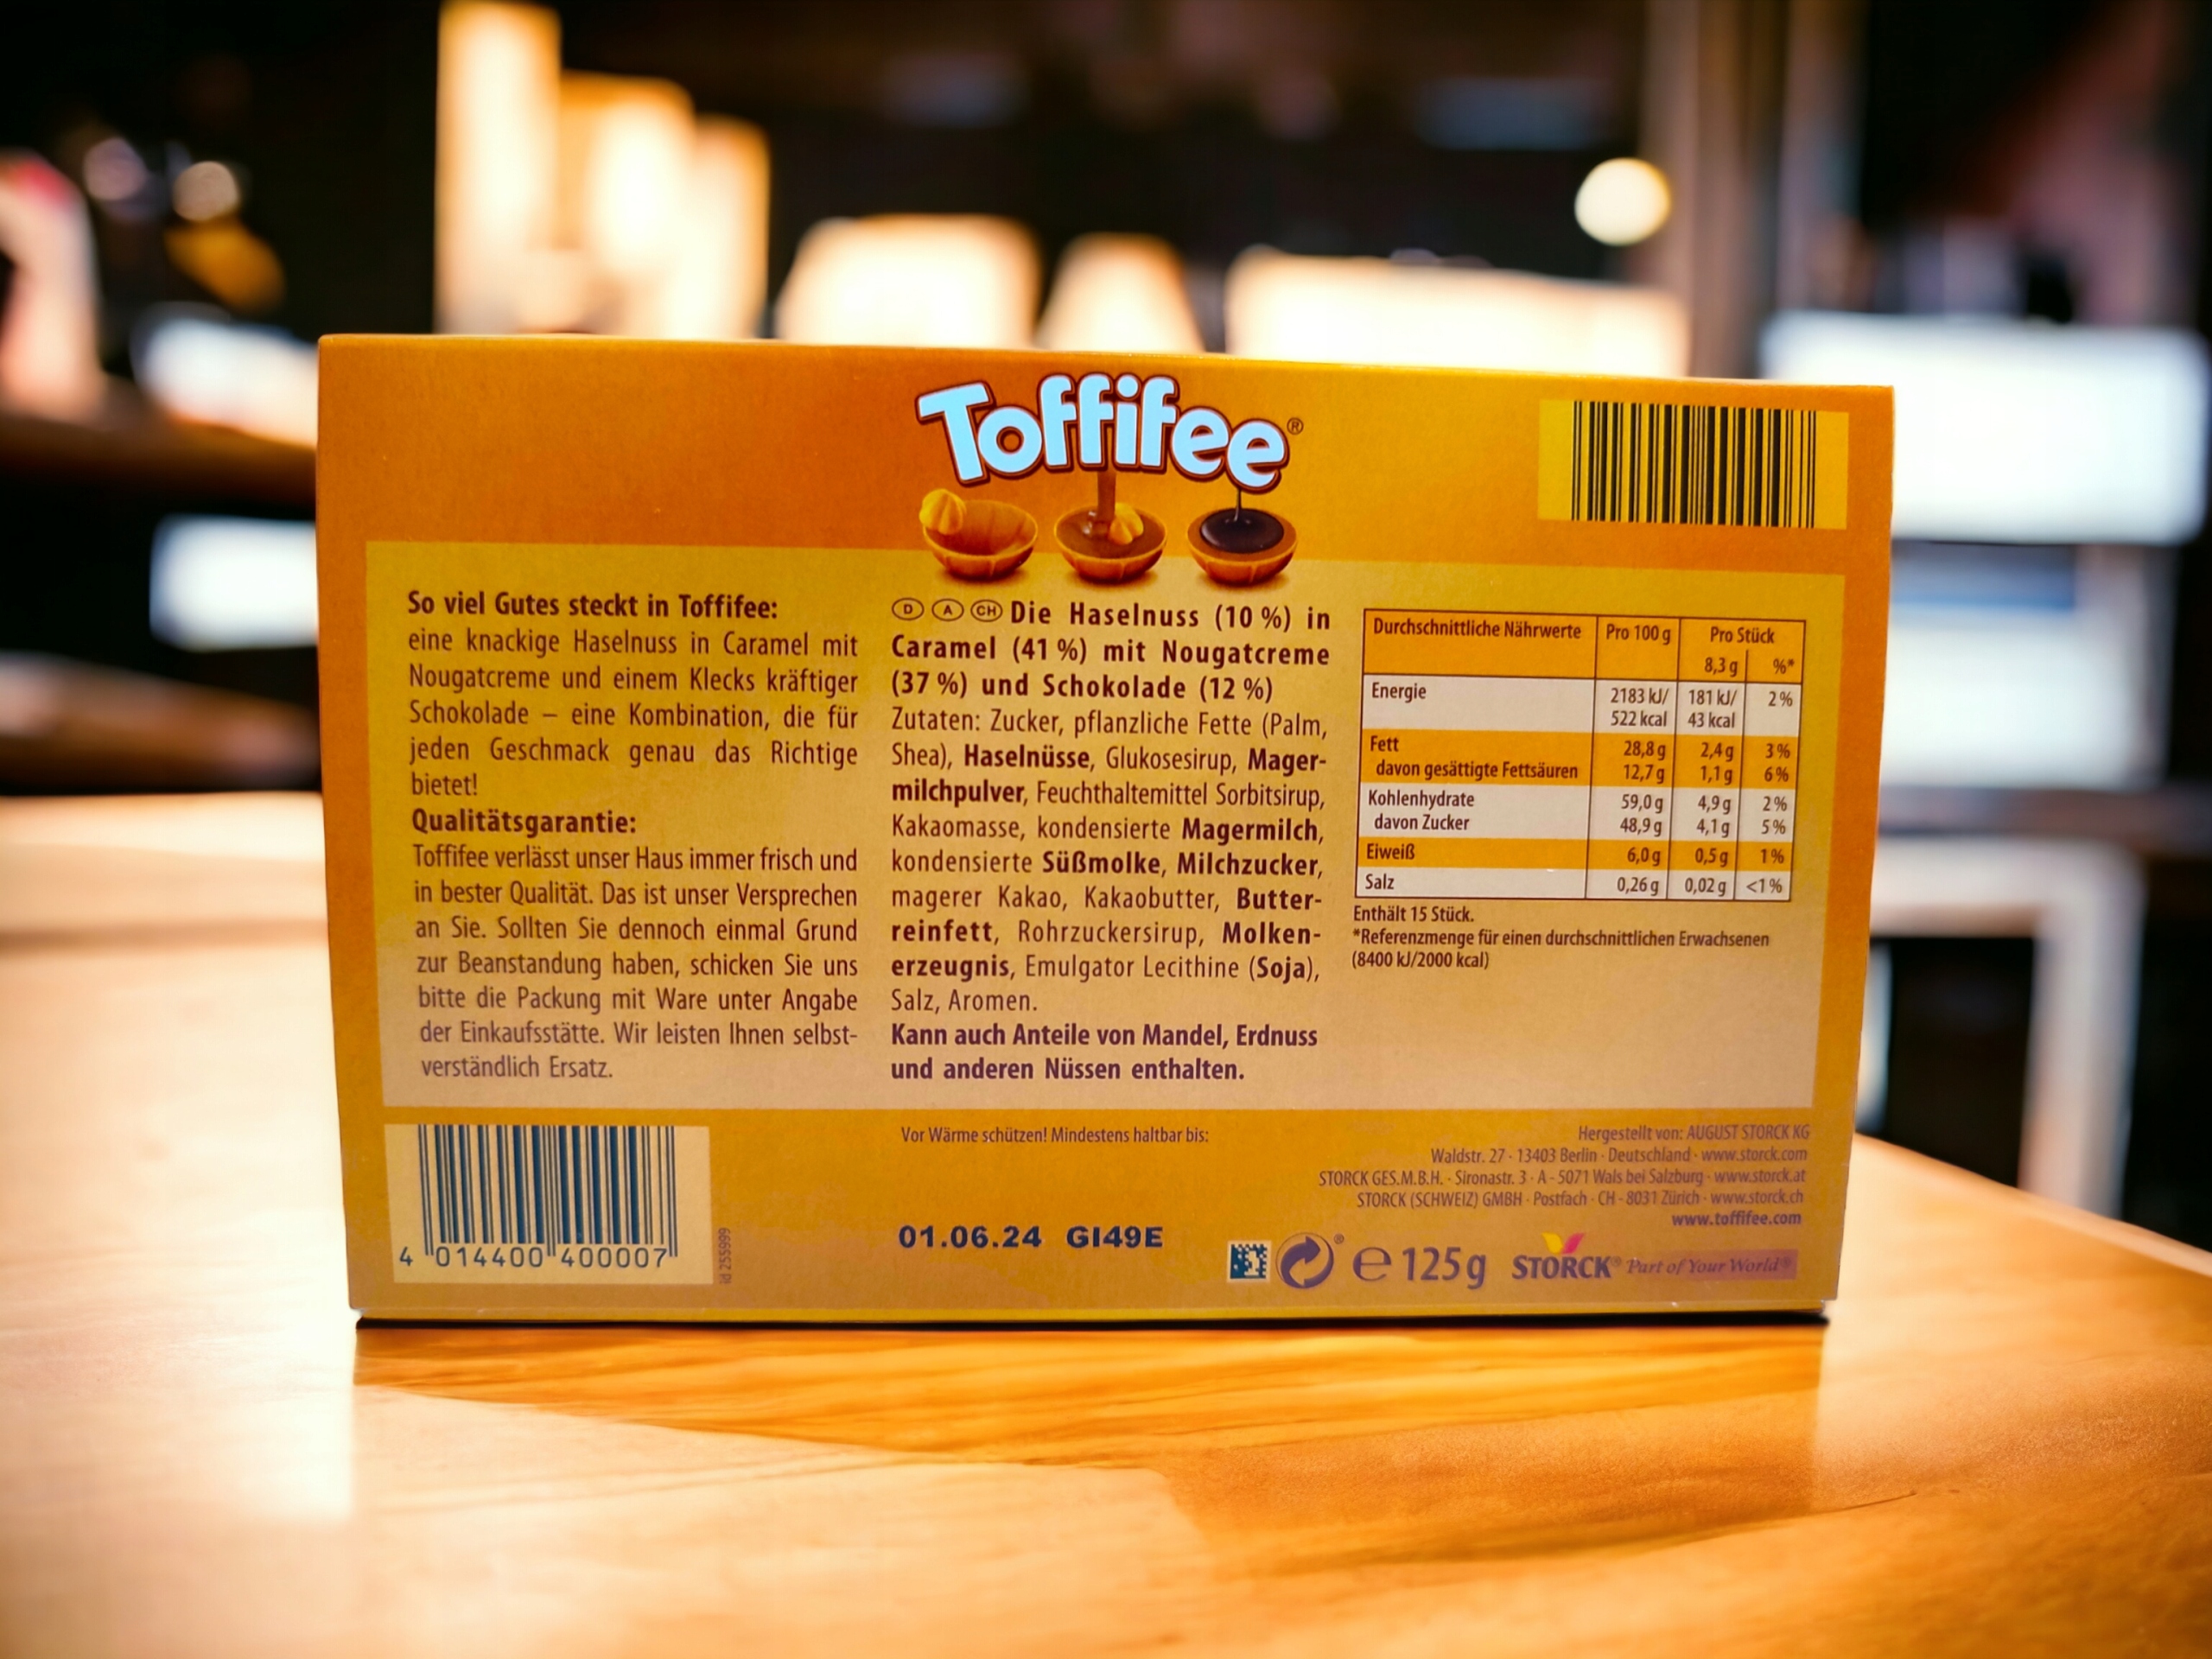 Toffifee®
So viel Gutes steckt in Toffifee:
eine knackige Haselnuss in Caramel mit
Nougatcreme und einem Klecks kräftiger
Schokolade – eine Kombination, die für
jeden Geschmack genau das Richtige
bietet!
Qualitätsgarantie:
Toffifee verlässt unser Haus immer frisch und
in bester Qualität. Das ist unser Versprechen
an Sie. Sollten Sie dennoch einmal Grund
zur Beanstandung haben, schicken Sie uns
bitte die Packung mit Ware unter Angabe
der Einkaufsstätte. Wir leisten Ihnen selbst-
verständlich Ersatz.
D A CH Die Haselnuss (10 %) in
Caramel (41 %) mit Nougatcreme
(37 %) und Schokolade (12 %)
Zutaten: Zucker, pflanzliche Fette (Palm,
Shea), Haselnüsse, Glukosesirup, Mager-
milchpulver, Feuchthaltemittel Sorbitsirup,
Kakaomasse, kondensierte Magermilch,
kondensierte Süßmolke, Milchzucker,
magerer Kakao, Kakaobutter, Butter-
reinfett, Rohrzuckersirup, Molken-
erzeugnis, Emulgator Lecithine (Soja),
Salz, Aromen.
Kann auch Anteile von Mandel, Erdnuss
und anderen Nüssen enthalten.
Durchschnittliche Nährwerte Pro 100 g Pro Stück
8,3 g %*
Energie 2183 kJ/ 181 kJ/ 2 %
522 kcal 43 kcal
Fett 28,8 g 2,4 g 3 %
davon gesättigte Fettsäuren 12,7 g 1,1 g 6 %
Kohlenhydrate 59,0 g 4,9 g 2 %
davon Zucker 48,9 g 4,1 g 5 %
Eiweiß 6,0 g 0,5 g 1 %
Salz 0,26 g 0,02 g <1 %
Enthält 15 Stück.
*Referenzmenge für einen durchschnittlichen Erwachsenen
(8400 kJ/2000 kcal)
4 014400 400007
id 255999
Vor Wärme schützen! Mindestens haltbar bis:
01.06.24 GI49E
Hergestellt von: AUGUST STORCK KG
Waldstr. 27 - 13403 Berlin - Deutschland - www.storck.com
STORCK GES.M.B.H. - Sironastr. 3 - A - 5071 Wals bei Salzburg - www.storck.at
STORCK (SCHWEIZ) GMBH - Postfach - CH - 8031 Zürich - www.storck.ch
www.toffifee.com
® ℮ 125 g STORCK® Part of Your World®